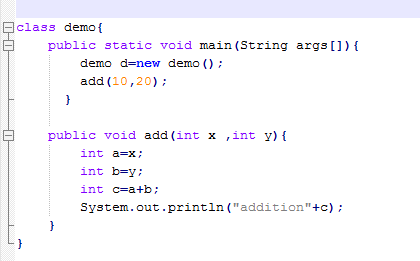 class demo{
public static void main(String args[]){
demo d=new demo();
add(10,20);
}
public void add(int x ,int y){
int a=x;
int b=y;
int c=a+b;
System.out.println("addition"+c);
}
}